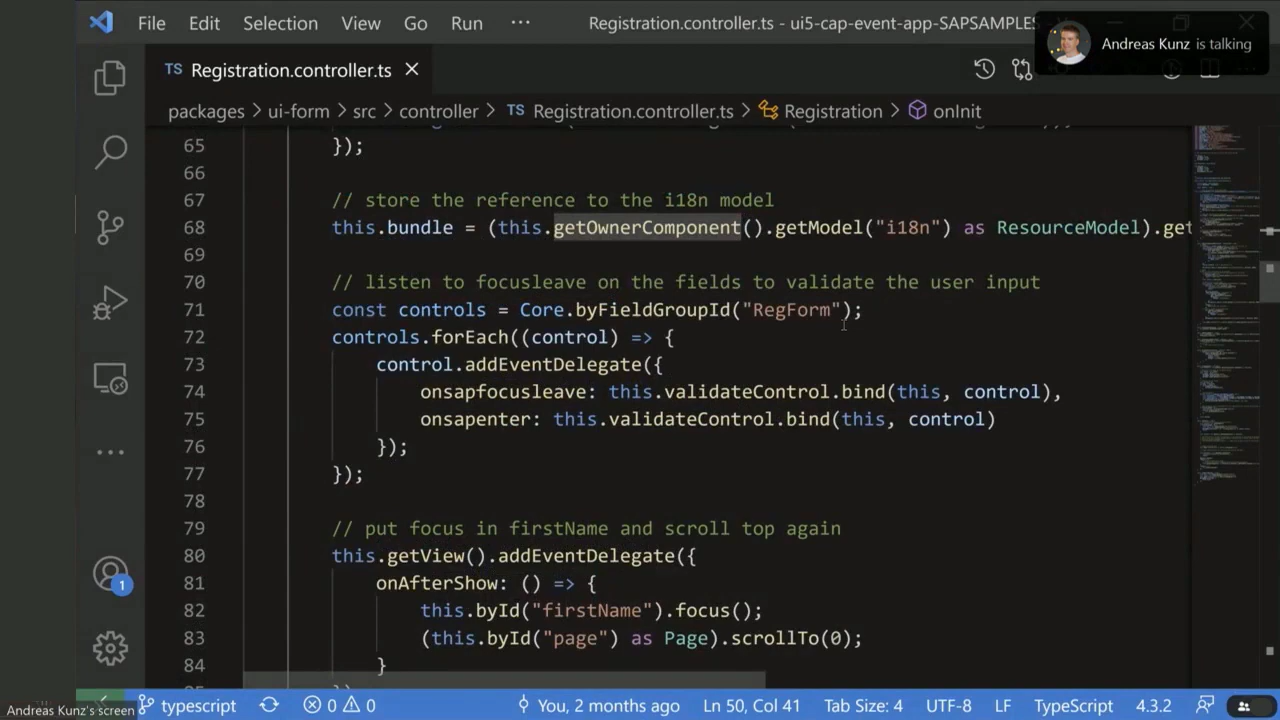 File Edit Selection View Go Run ··· Registration.controller.ts - ui5-cap-event-app-SAPSAMPLES
Andreas Kunz is talking
TS Registration.controller.ts
packages > ui-form > src > controller > TS Registration.controller.ts > Registration > onInit
65 });
66
67 // store the reference to the i18n model
68 this.bundle = (this.getOwnerComponent().getModel("i18n") as ResourceModel).get
69
70 // listen to focusleave on the fields to validate the user input
71 const controls = Core.byFieldGroupId("RegForm");
72 controls.forEach((control) => {
73 control.addEventDelegate({
74 onsapfocusleave: this.validateControl.bind(this, control),
75 onsapenter: this.validateControl.bind(this, control)
76 });
77 });
78
79 // put focus in firstName and scroll top again
80 this.getView().addEventDelegate({
81 onAfterShow: () => {
82 this.byId("firstName").focus();
83 (this.byId("page") as Page).scrollTo(0);
84 }
1
Andreas Kunz's screen
typescript 0 0 You, 2 months ago Ln 50, Col 41 Tab Size: 4 UTF-8 LF TypeScript 4.3.2